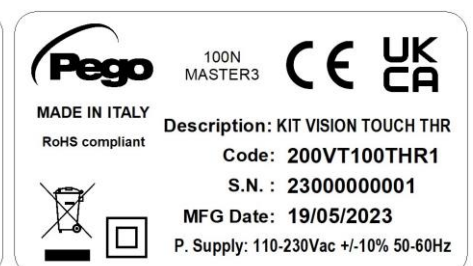 Pego
100N
MASTER3
CE
UK
CA
MADE IN ITALY
RoHS compliant
Description: KIT VISION TOUCH THR
Code: 200VT100THR1
S.N. : 23000000001
MFG Date: 19/05/2023
P. Supply: 110-230Vac +/-10% 50-60Hz